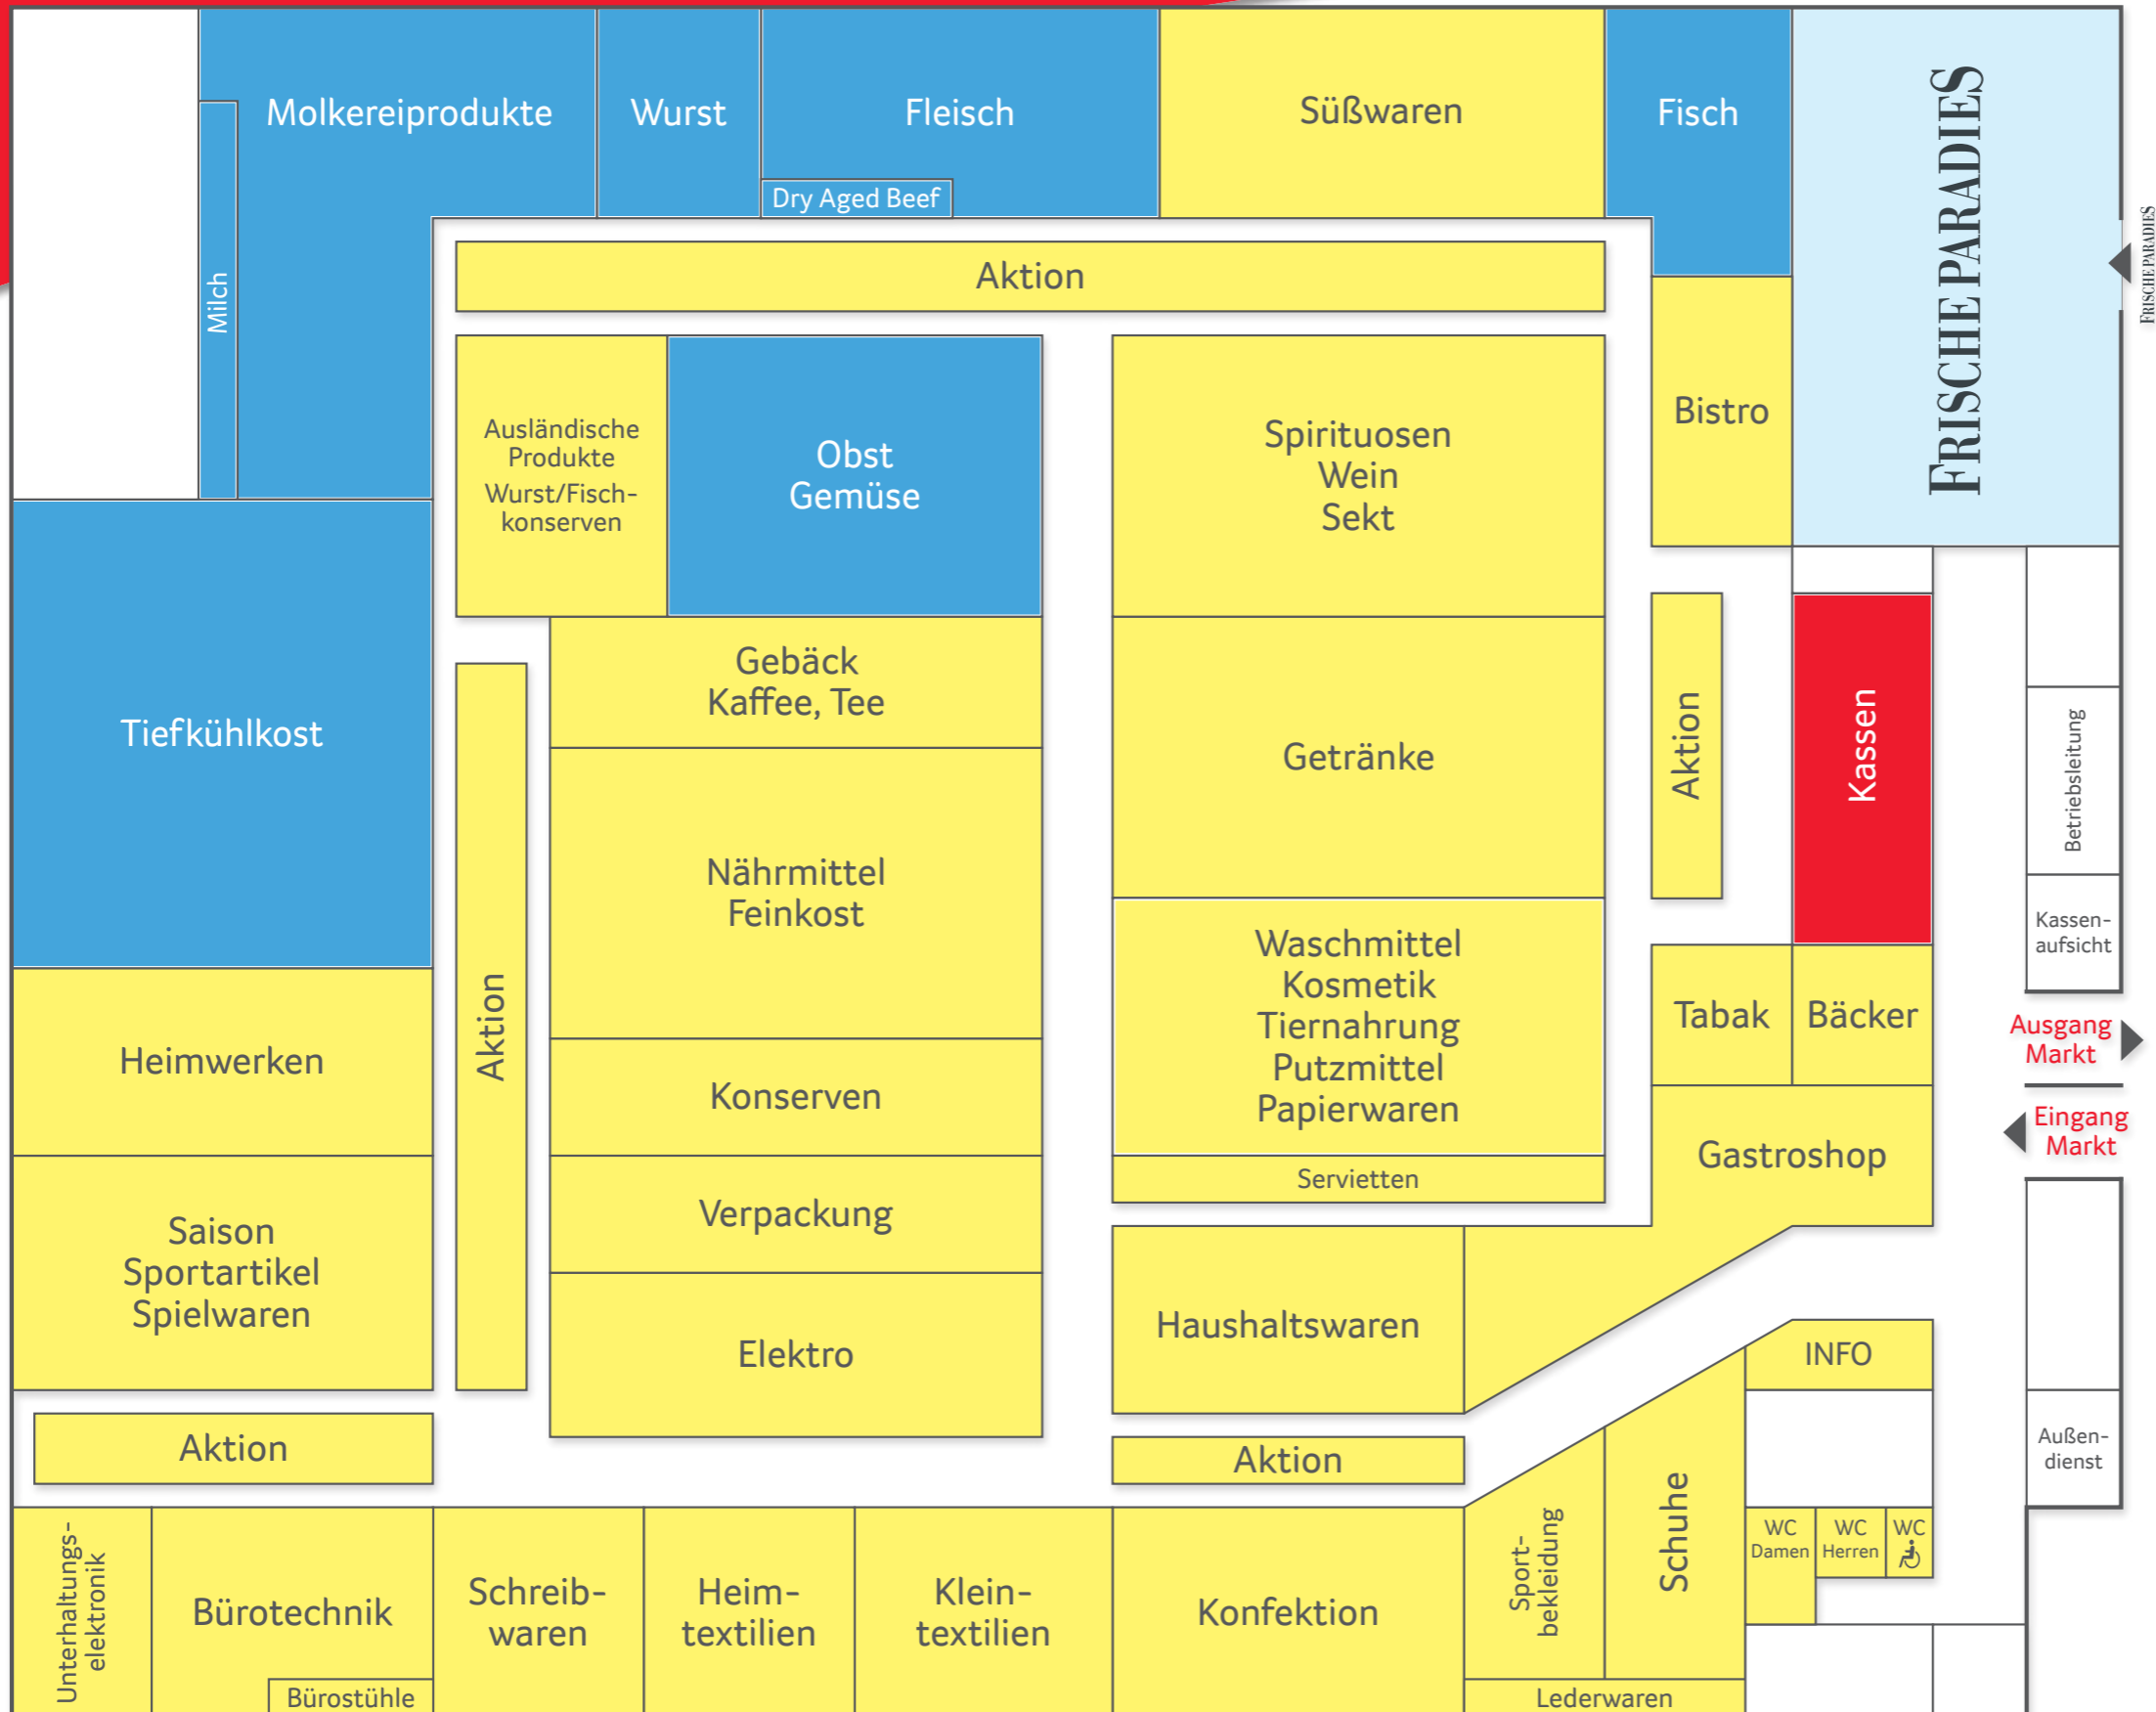 Molkereiprodukte
Wurst
Fleisch
Dry Aged Beef
Süßwaren
Fisch
FRISCHEPARADIES
FRISCHEPARADIES
Milch
Aktion
Ausländische
Produkte
Wurst/Fisch-
konserven
Obst
Gemüse
Spirituosen
Wein
Sekt
Bistro
Tiefkühlkost
Gebäck
Kaffee, Tee
Getränke
Aktion
Kassen
Betriebsleitung
Nährmittel
Feinkost
Kassen-
aufsicht
Waschmittel
Kosmetik
Tiernahrung
Putzmittel
Papierwaren
Tabak
Bäcker
Ausgang
Markt
Heimwerken
Aktion
Konserven
Eingang
Markt
Servietten
Gastroshop
Saison
Sportartikel
Spielwaren
Verpackung
Elektro
Haushaltswaren
INFO
Aktion
Aktion
Außen-
dienst
Unterhaltungs-
elektronik
Bürotechnik
Bürostühle
Schreib-
waren
Heim-
textilien
Klein-
textilien
Konfektion
Sport-
bekleidung
Schuhe
Lederwaren
WC
Damen
WC
Herren
WC